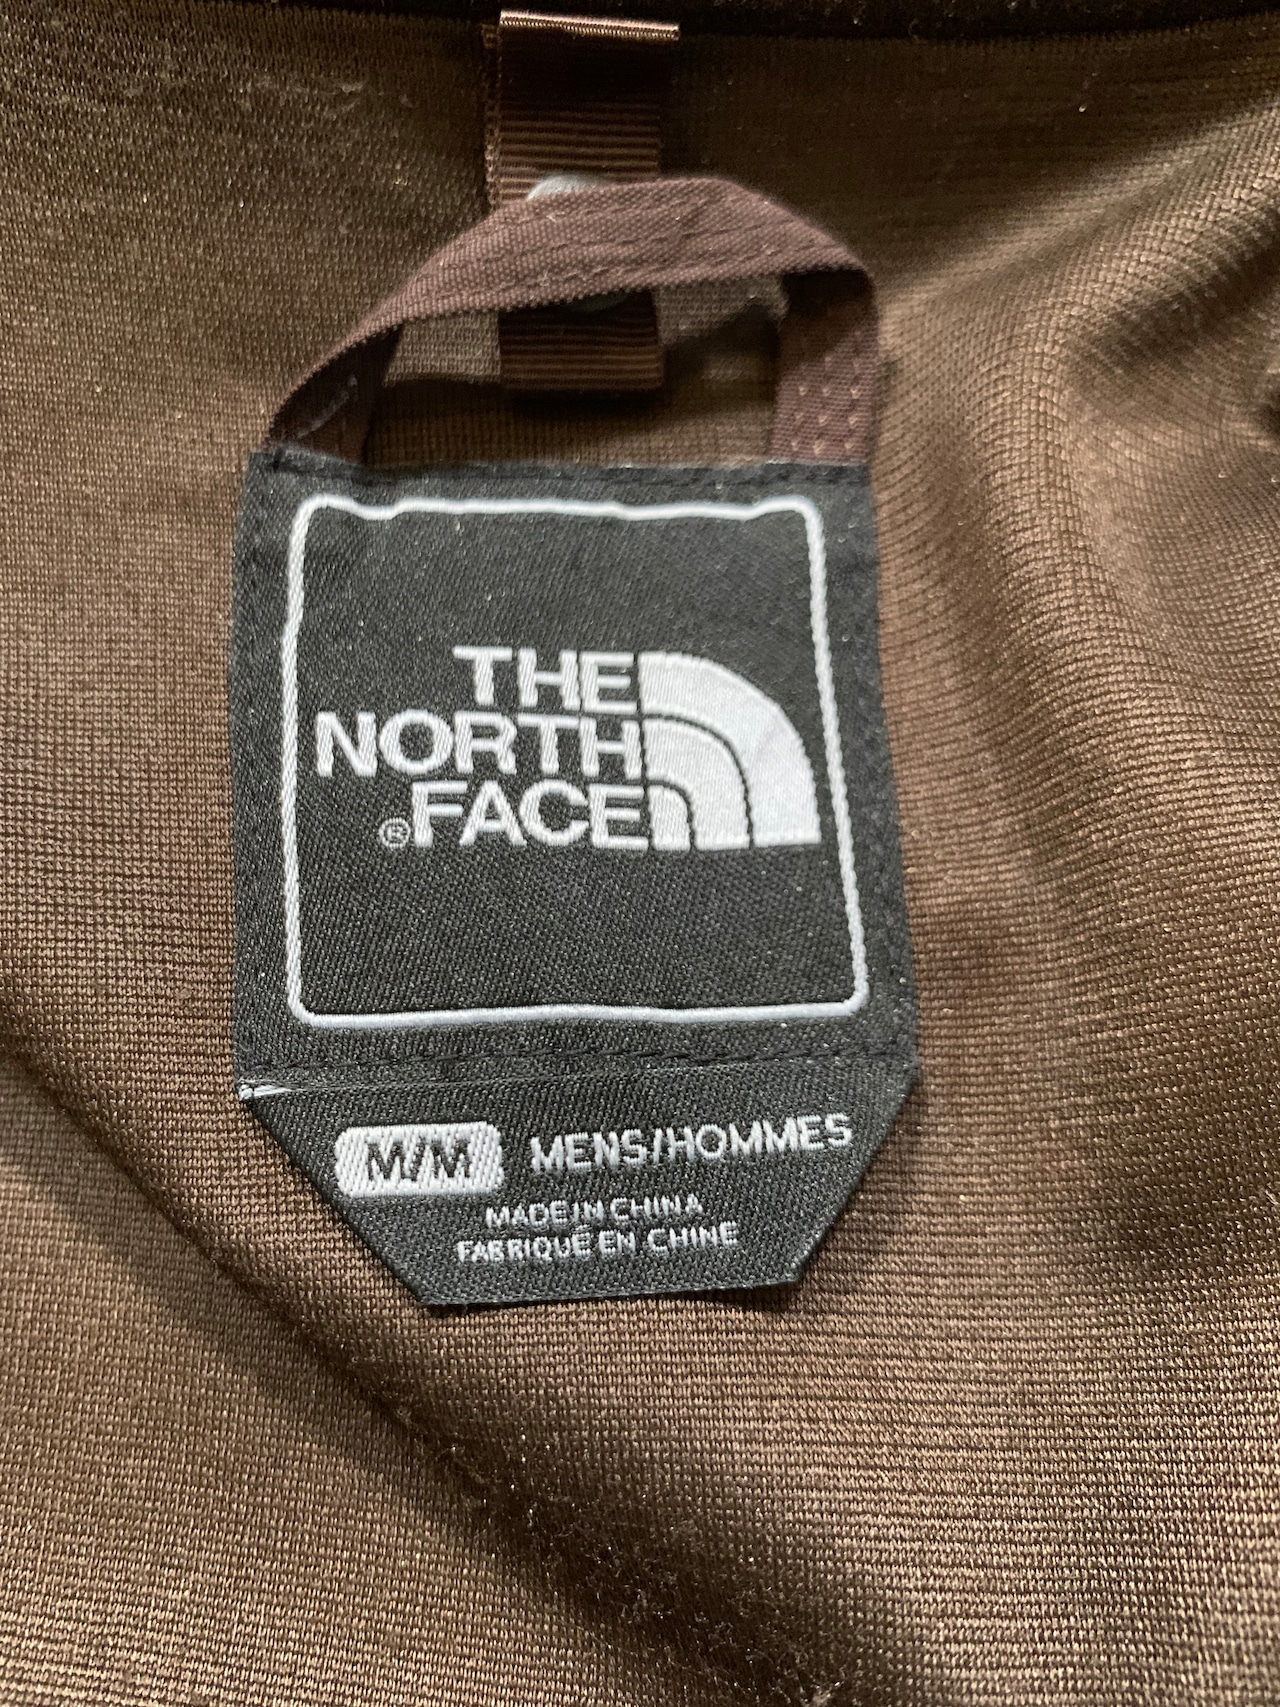 THE
NORTH
®FACE
M/M MENS/HOMMES
MADE IN CHINA
FABRIQUÉ EN CHINE